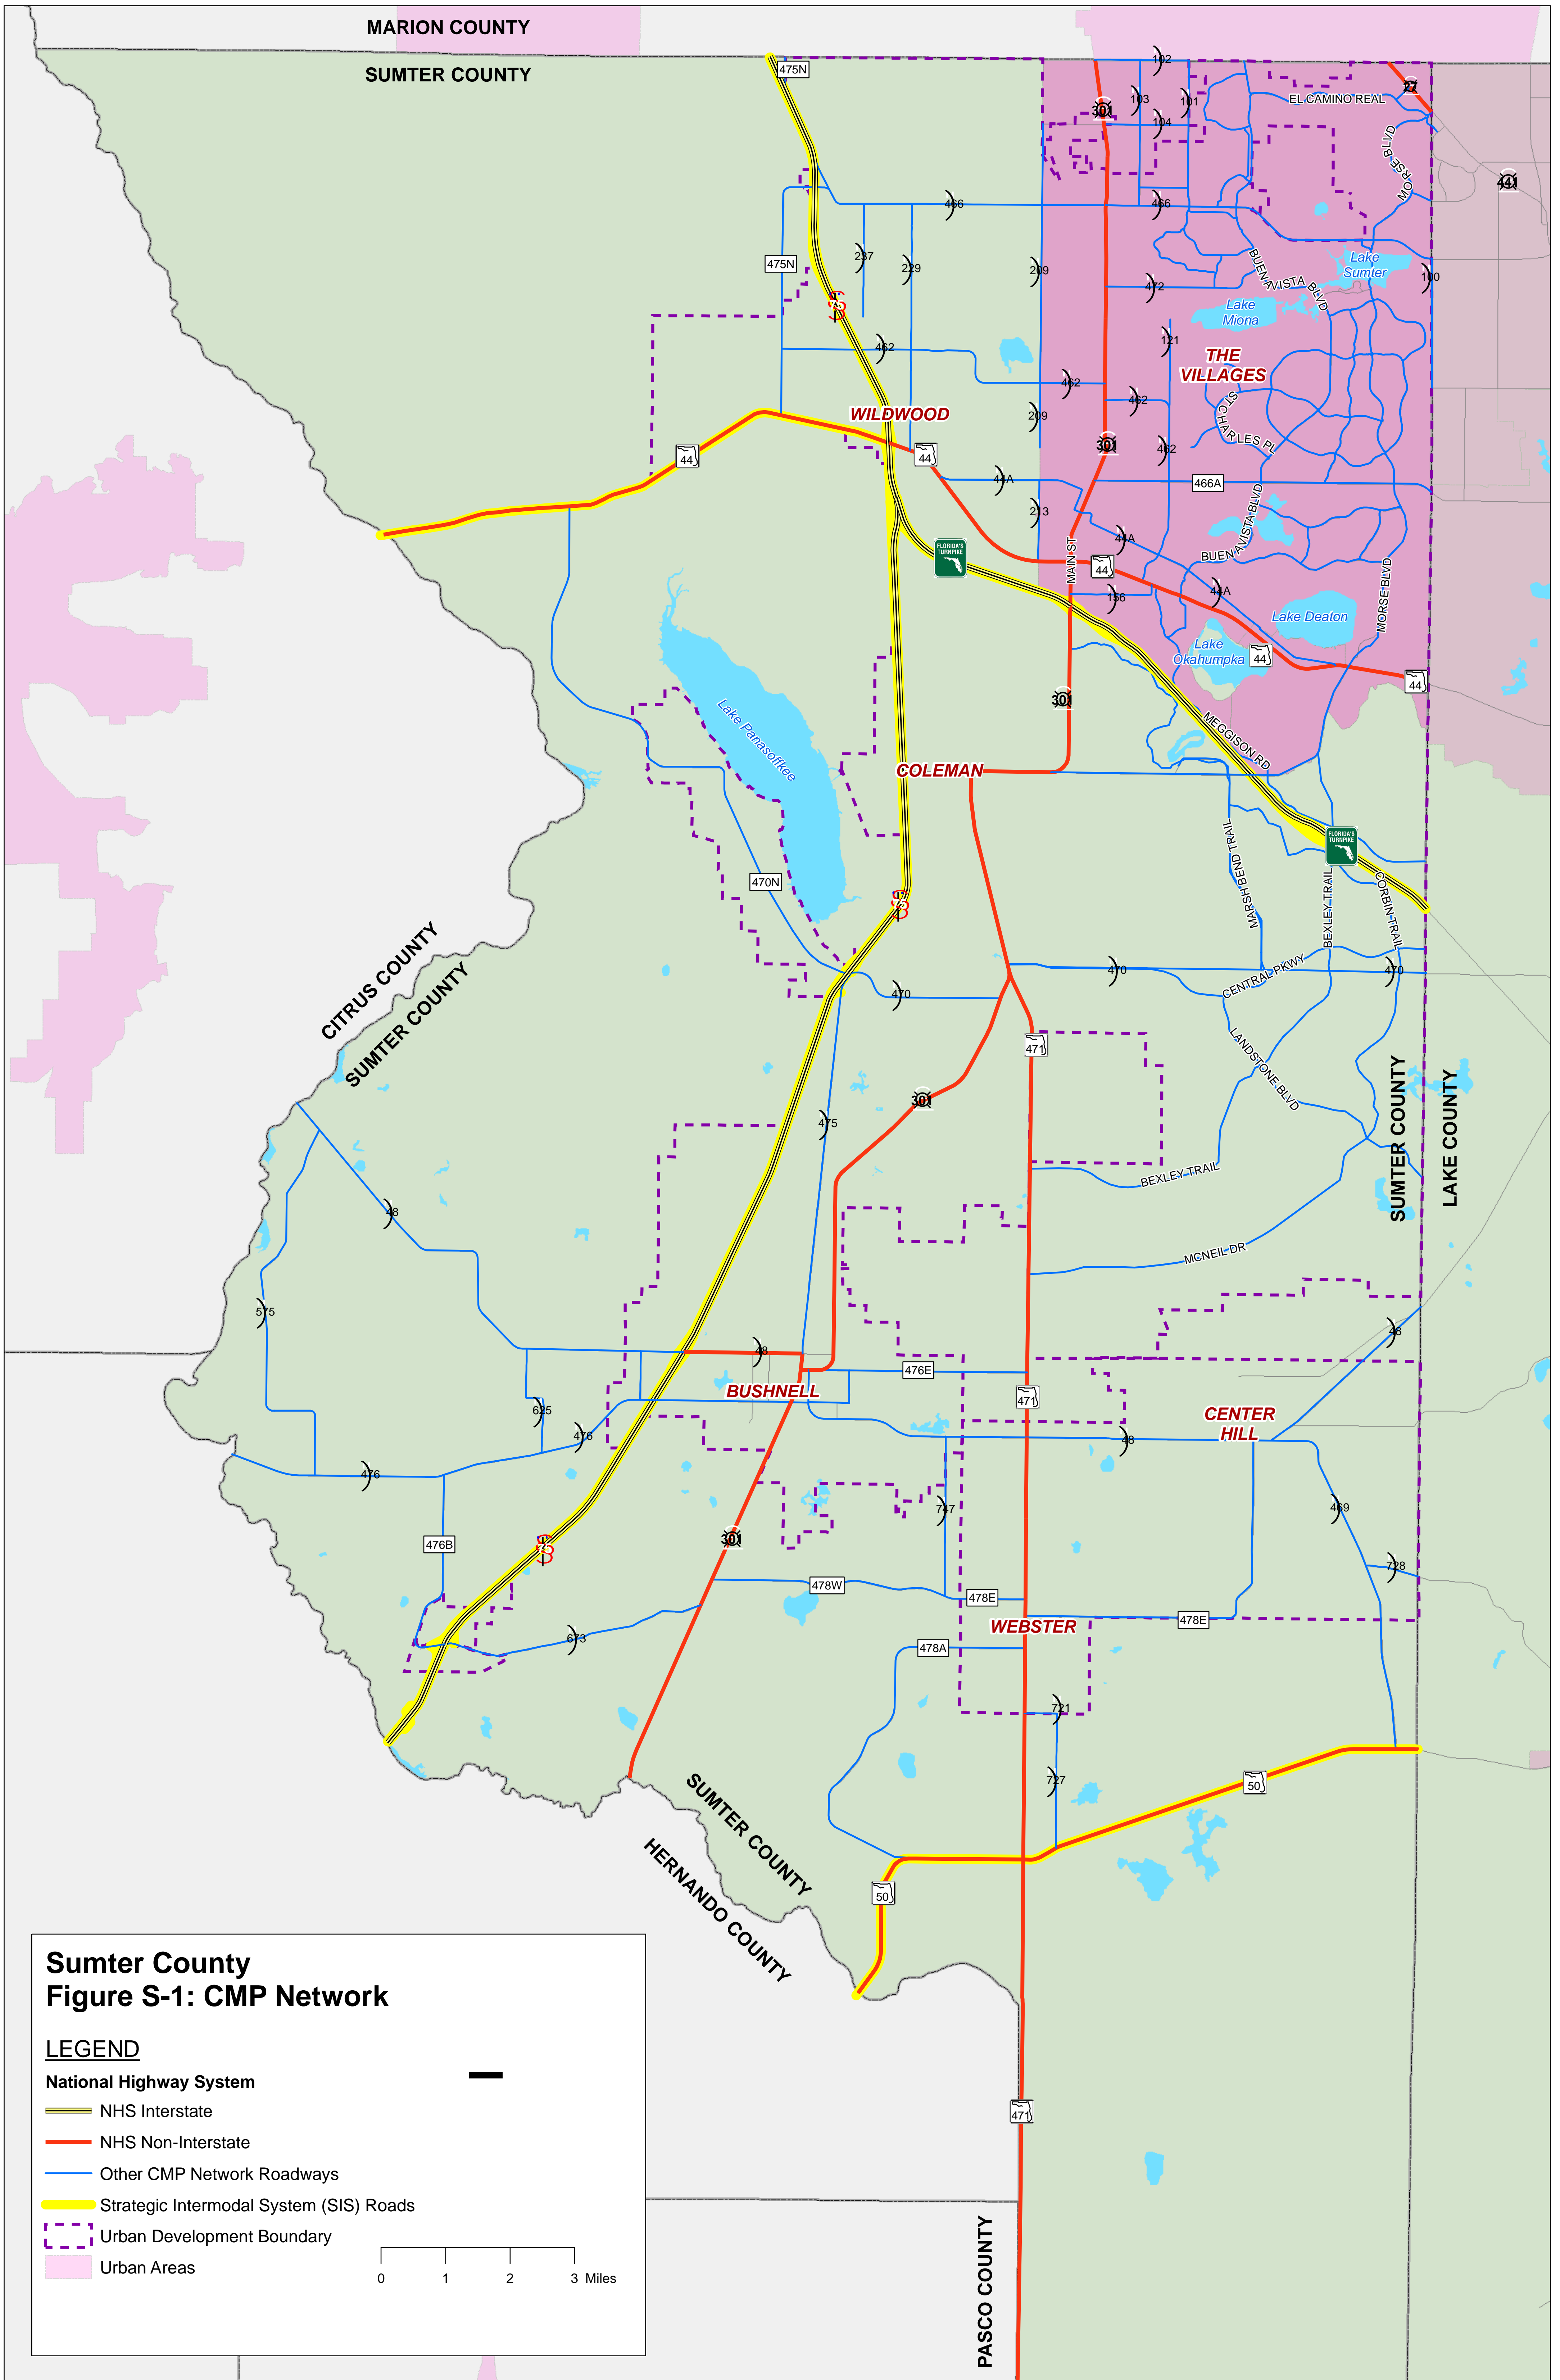 MARION COUNTY
SUMTER COUNTY
475N
102
27
301
103
101
EL CAMINO REAL
104
MORSE BLVD
441
466
466
475N
237
229
209
BUENA VISTA BLVD
Lake
Sumter
100
472
Lake
Miona
462
121
THE
VILLAGES
462
462
WILDWOOD
209
ST CHARLES PL
44
44
301
462
44A
466A
213
BUENA VISTA BLVD
44A
FLORIDA'S
TURNPIKE
MAIN ST
44
156
44A
MORSE BLVD
Lake Deaton
Lake
Okahumpka
44
44
301
Lake Panasoffkee
MEGGISON RD
COLEMAN
FLORIDA'S
TURNPIKE
MARSH BEND TRAIL
470N
BEXLEY TRAIL
CORBIN TRAIL
CITRUS COUNTY
SUMTER COUNTY
470
470
CENTRAL PKWY
470
471
LANDSTONE BLVD
SUMTER COUNTY
LAKE COUNTY
301
475
BEXLEY TRAIL
48
MCNEIL DR
575
48
48
476E
BUSHNELL
471
625
CENTER
HILL
476
48
476
747
469
301
476B
728
478W
478E
478E
WEBSTER
673
478A
721
727
50
SUMTER COUNTY
HERNANDO COUNTY
50
471
PASCO COUNTY
Sumter County
Figure S-1: CMP Network
LEGEND
National Highway System
NHS Interstate
NHS Non-Interstate
Other CMP Network Roadways
Strategic Intermodal System (SIS) Roads
Urban Development Boundary
Urban Areas
0 1 2 3 Miles